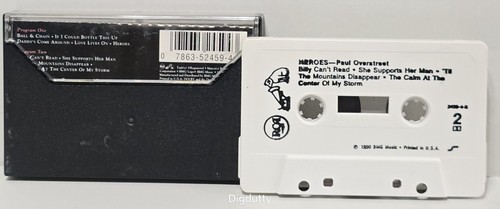 Program One
Ball & Chain • If I Could Bottle This Up
Daddy's Come Around • Love Lives On • Heroes
Program Two
Can't Read • She Supports Her Man
Mountains Disappear •
The Center Of My Storm
0 7863-52459-4
HEROES—Paul Overstreet
Billy Can't Read • She Supports Her Man • 'Til
The Mountains Disappear • The Calm At The
Center Of My Storm
2
© 1990 BMG Music • Printed in U.S.A.
Digdutty